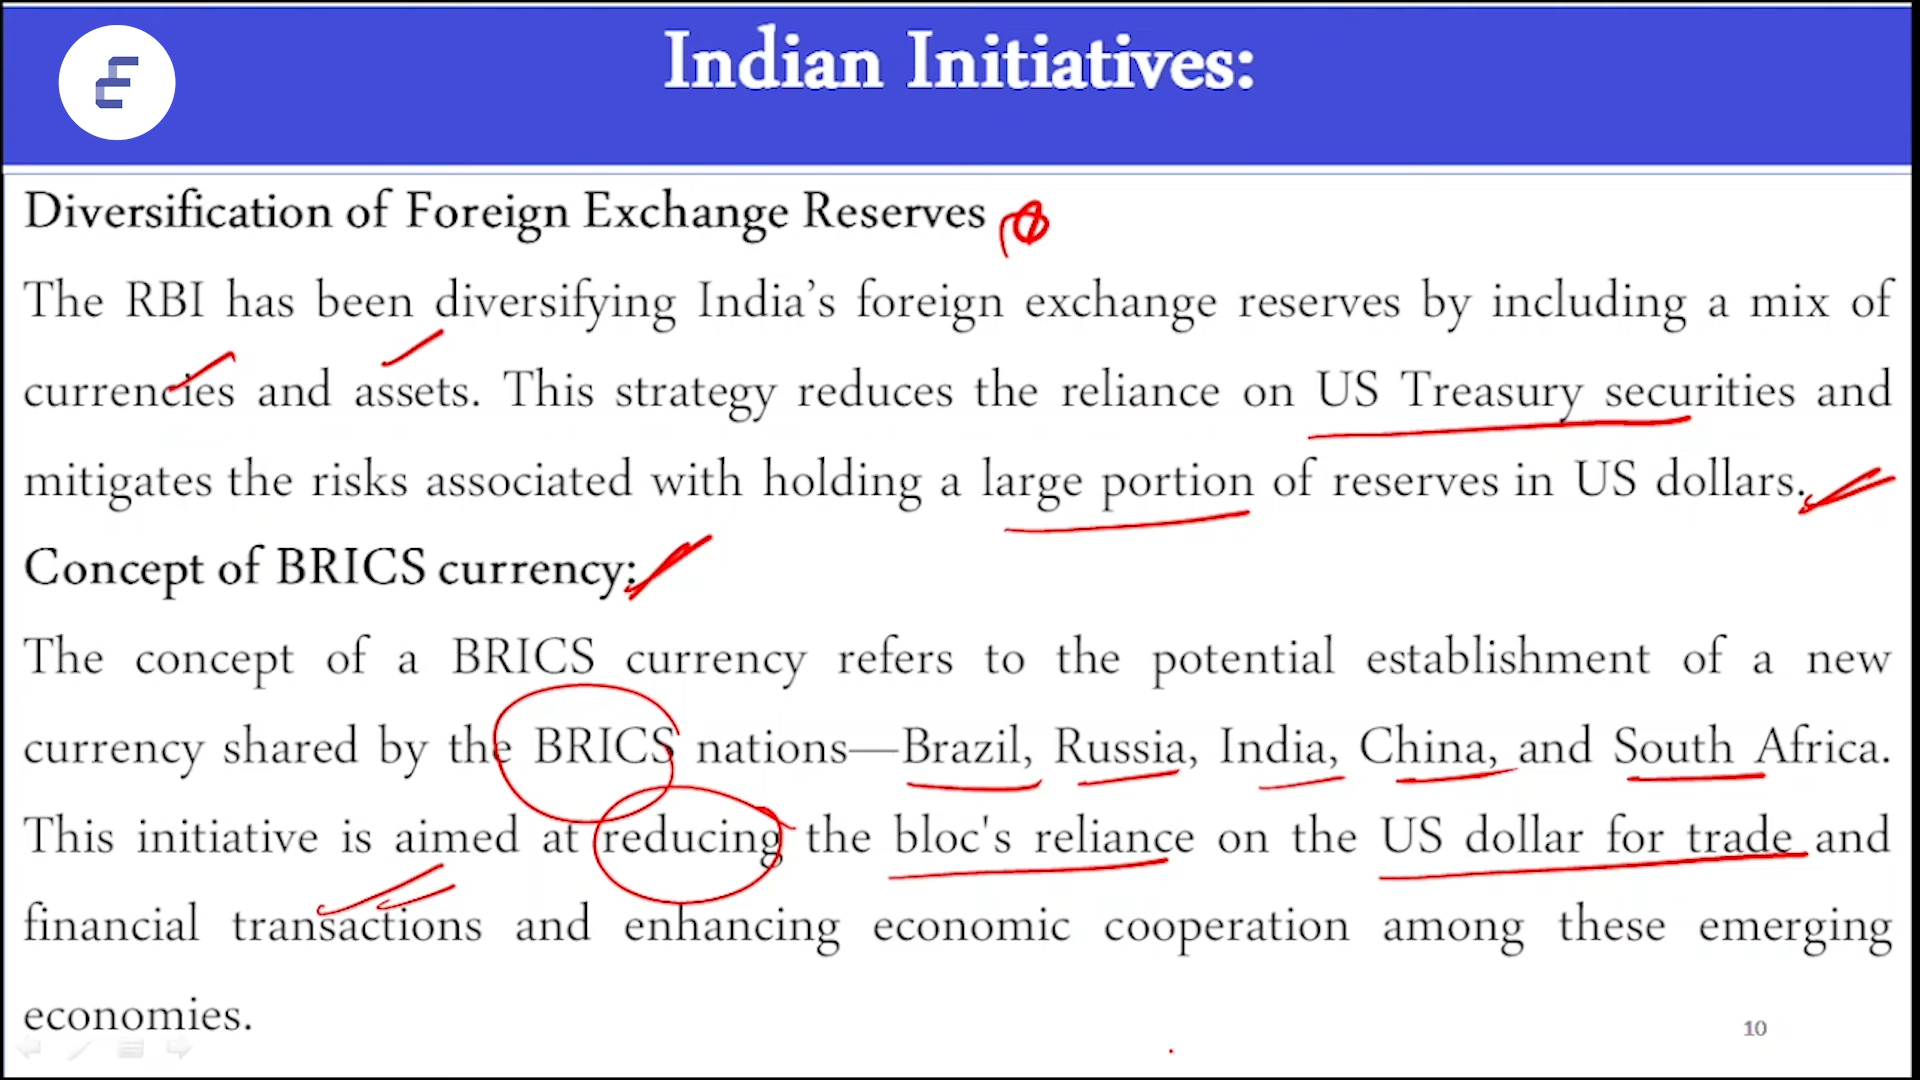 Indian Initiatives:
Diversification of Foreign Exchange Reserves
The RBI has been diversifying India’s foreign exchange reserves by including a mix of
currencies and assets. This strategy reduces the reliance on US Treasury securities and
mitigates the risks associated with holding a large portion of reserves in US dollars.
Concept of BRICS currency:
The concept of a BRICS currency refers to the potential establishment of a new
currency shared by the BRICS nations—Brazil, Russia, India, China, and South Africa.
This initiative is aimed at reducing the bloc's reliance on the US dollar for trade and
financial transactions and enhancing economic cooperation among these emerging
economies.
10